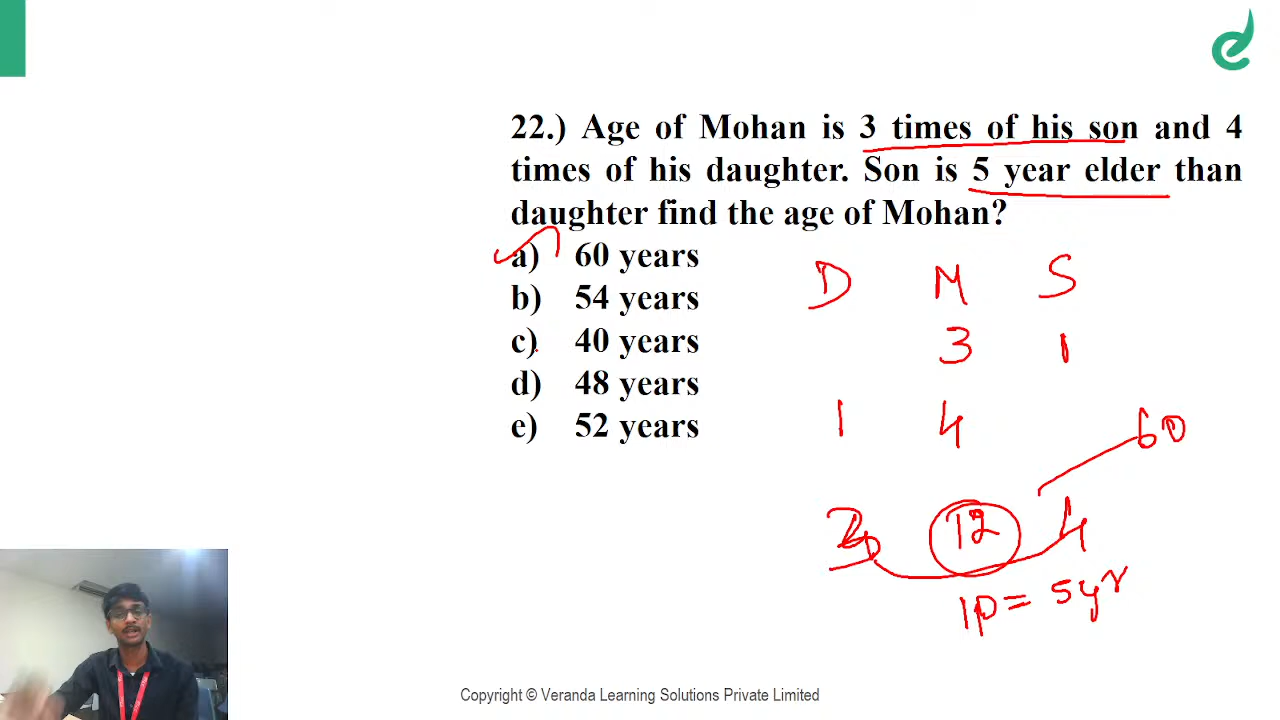 22.) Age of Mohan is 3 times of his son and 4
times of his daughter. Son is 5 year elder than
daughter find the age of Mohan?
a) 60 years
b) 54 years
c) 40 years
d) 48 years
e) 52 years
D M S
3 1
1 4
60
3 12 4
1p = 5yr
Copyright © Veranda Learning Solutions Private Limited